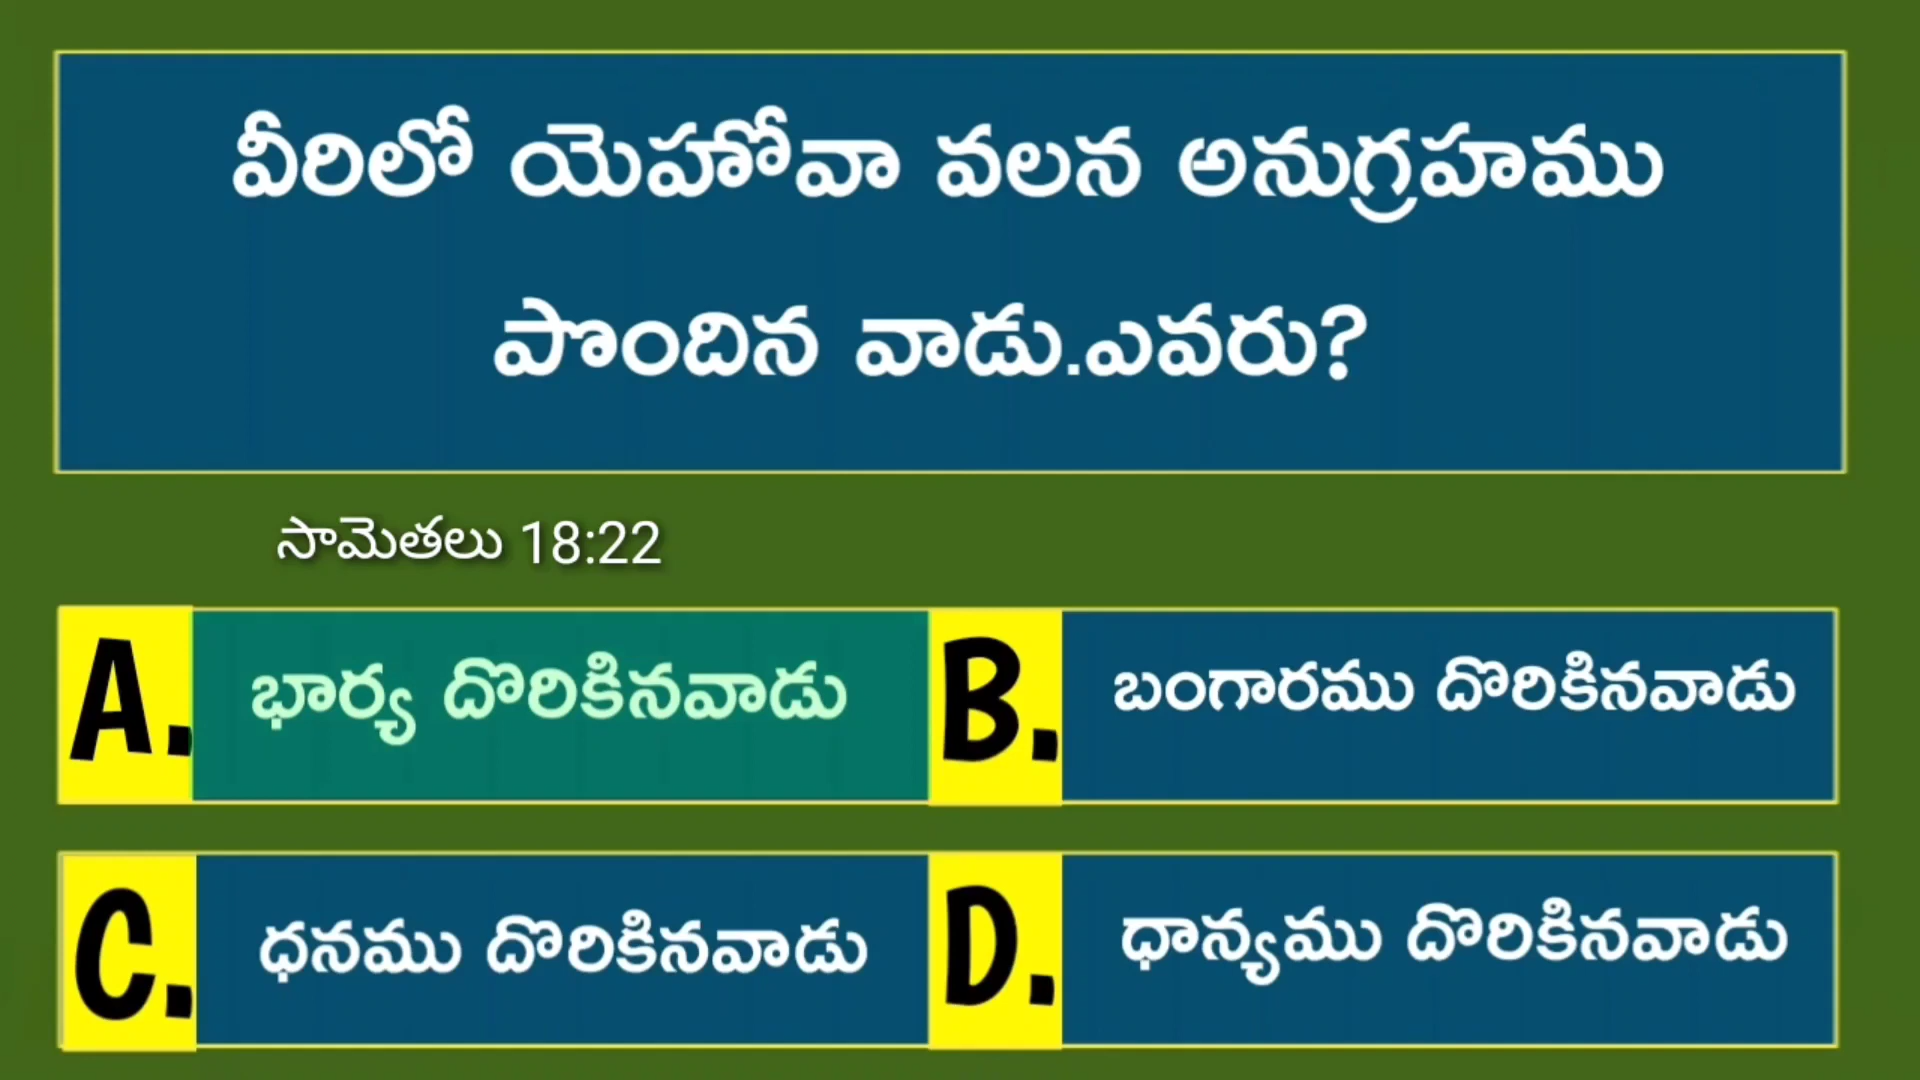 వీరిలో యెహోవా వలన అనుగ్రహము
పొందిన వాడు.ఎవరు?
సామెతలు 18:22
A. భార్య దొరికినవాడు
B. బంగారము దొరికినవాడు
C. ధనము దొరికినవాడు
D. ధాన్యము దొరికినవాడు